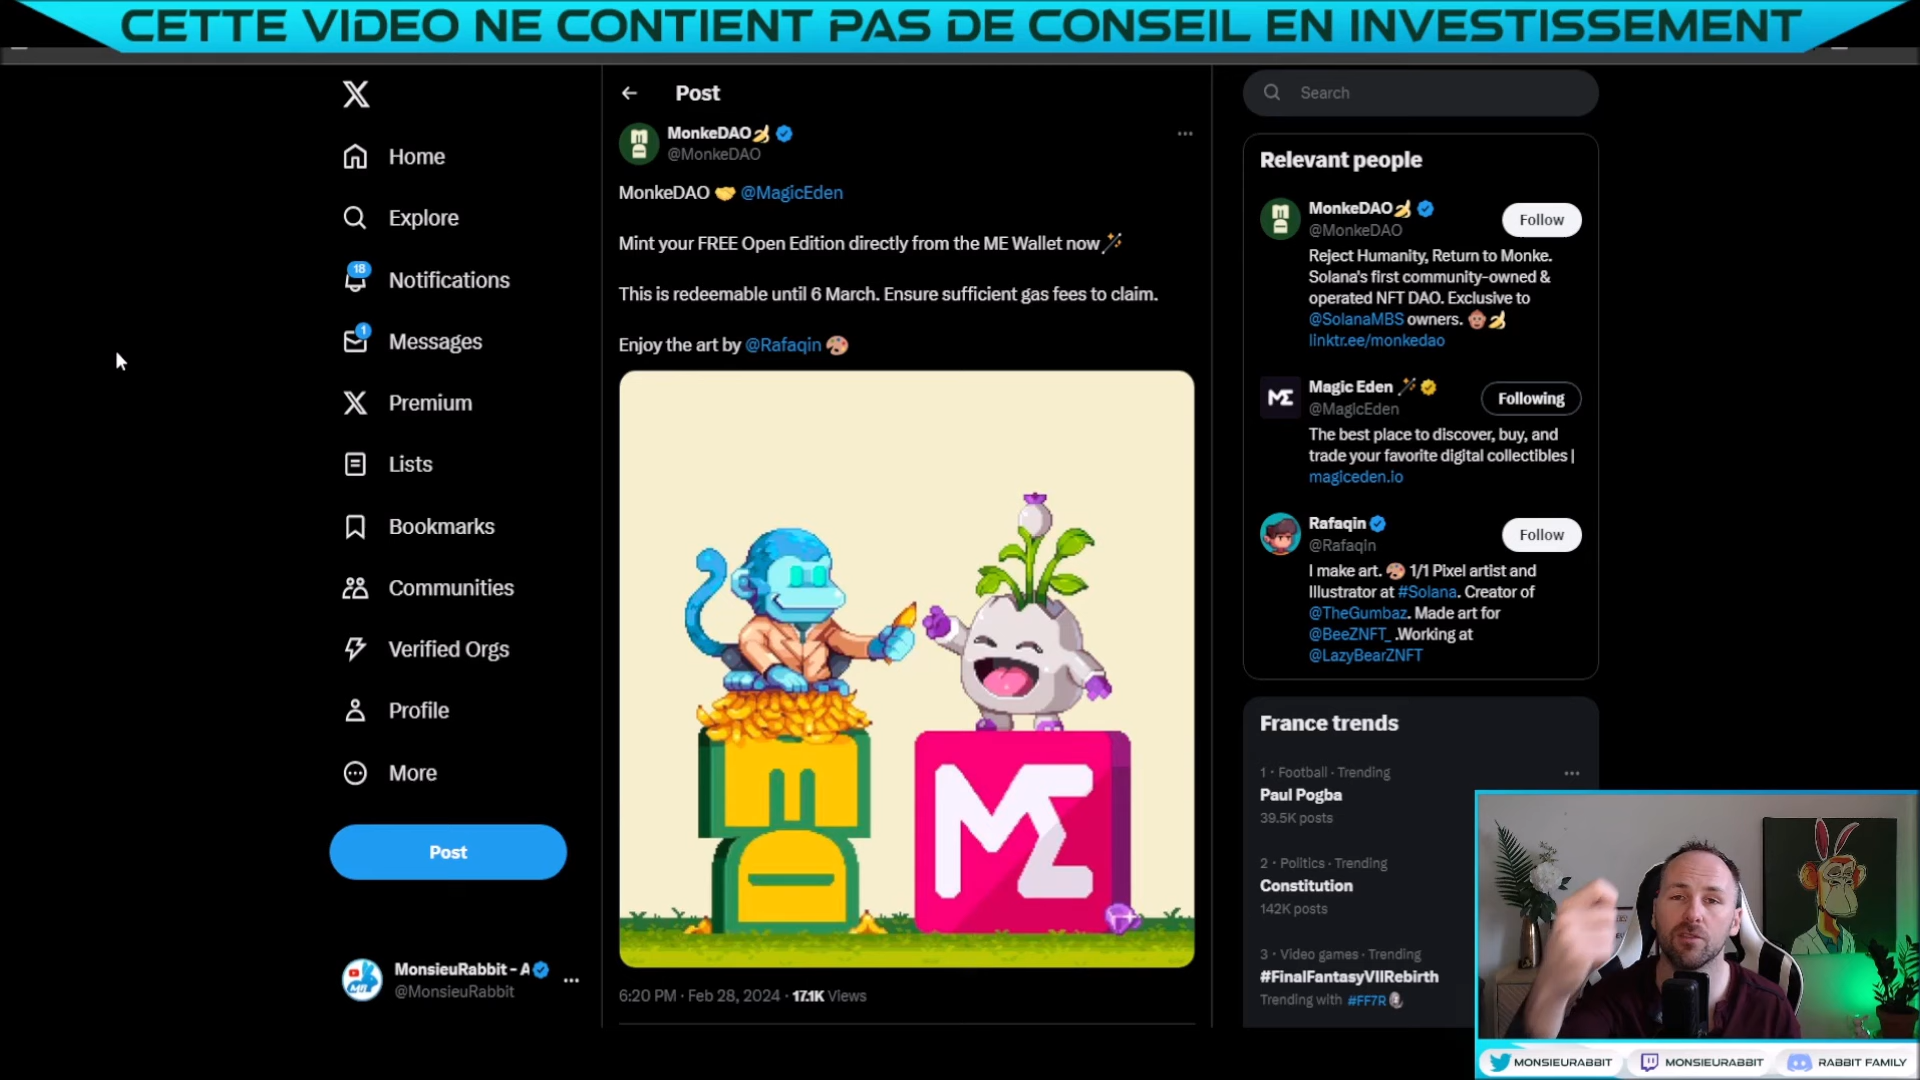 CETTE VIDEO NE CONTIENT PAS DE CONSEIL EN INVESTISSEMENT
Home
Explore
18
Notifications
1
Messages
Premium
Lists
Bookmarks
Communities
Verified Orgs
Profile
More
Post
MonsieuRabbit - A
@MonsieuRabbit
Post
MonkeDAO🍌
@MonkeDAO
MonkeDAO 🤝 @MagicEden
Mint your FREE Open Edition directly from the ME Wallet now🪄
This is redeemable until 6 March. Ensure sufficient gas fees to claim.
Enjoy the art by @Rafaqin 🎨
ME
6:20 PM · Feb 28, 2024 · 17.1K Views
Search
Relevant people
MonkeDAO🍌
@MonkeDAO
Follow
Reject Humanity, Return to Monke.
Solana's first community-owned &
operated NFT DAO. Exclusive to
@SolanaMBS owners. 🐵🍌
linktr.ee/monkedao
ME
Magic Eden 🪄
@MagicEden
Following
The best place to discover, buy, and
trade your favorite digital collectibles |
magiceden.io
Rafaqin
@Rafaqin
Follow
I make art. 🎨 1/1 Pixel artist and
Illustrator at #Solana. Creator of
@TheGumbaz. Made art for
@BeeZNFT_ .Working at
@LazyBearZNFT
France trends
1 · Football · Trending
Paul Pogba
39.5K posts
2 · Politics · Trending
Constitution
142K posts
3 · Video games · Trending
#FinalFantasyVIIRebirth
Trending with #FF7R
MONSIEURABBIT
MONSIEURABBIT
RABBIT FAMILY